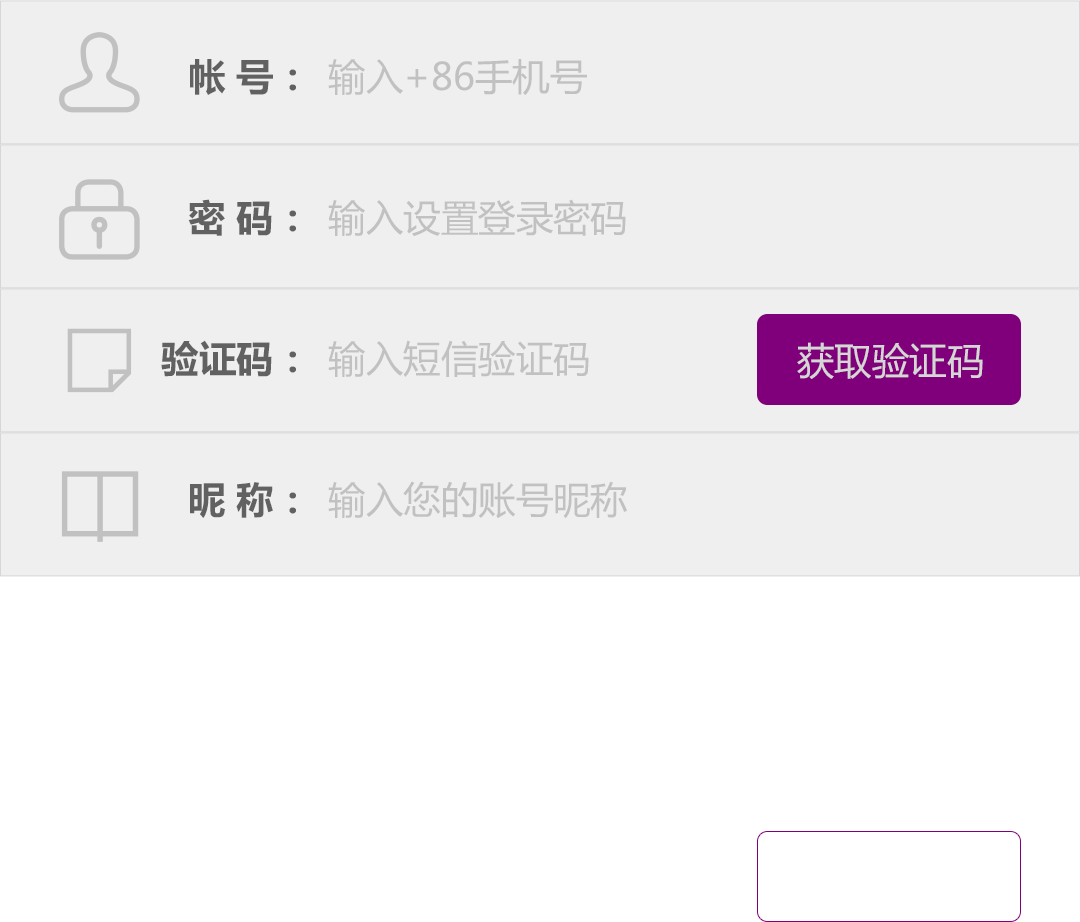 帐 号： 输入+86手机号
密 码： 输入设置登录密码
验证码： 输入短信验证码 获取验证码
昵 称： 输入您的账号昵称